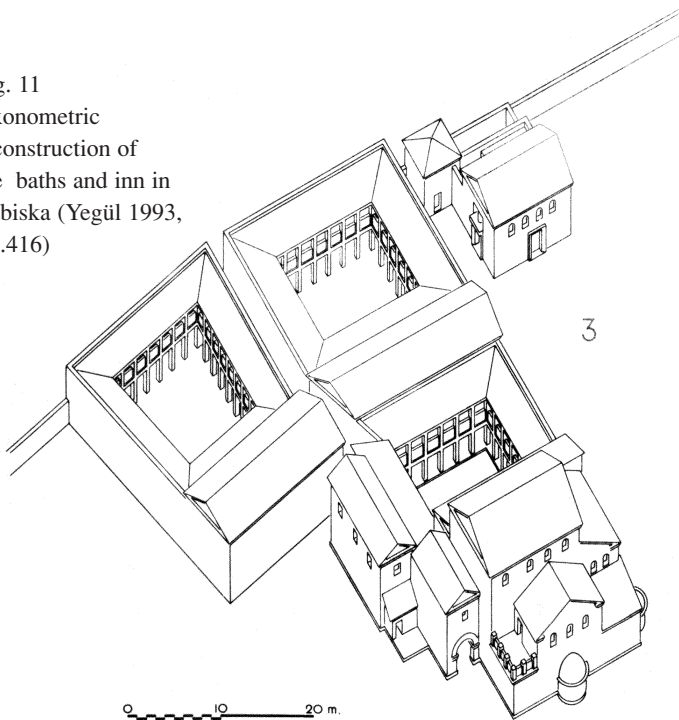 g. 11
xonometric
construction of
e baths and inn in
biska (Yegül 1993,
.416)
3
0 10 20 m.